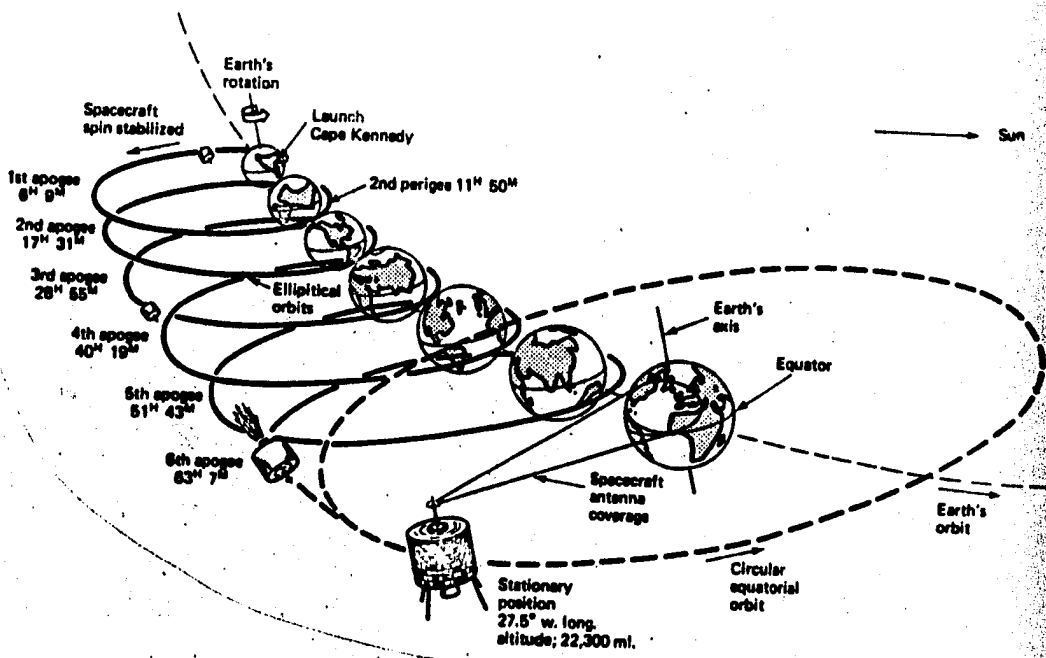 Earth's
rotation
Spacecraft
spin stabilized
Launch
Cape Kennedy
Sun
1st apogee
6H 9M
2nd perigee 11H 50M
2nd apogee
17H 31M
3rd apogee
28H 55M
Ellipitical
orbits
4th apogee
40H 19M
Earth's
axis
Equator
5th apogee
51H 43M
6th apogee
63H 7M
Spacecraft
antenna
coverage
Earth's
orbit
Circular
equatorial
orbit
Stationary
position
27.5° w. long.
altitude; 22,300 mi.